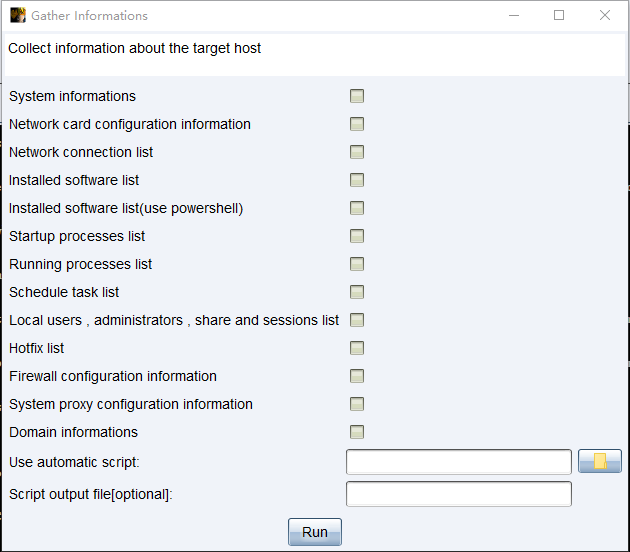 Gather Informations
Collect information about the target host
System informations
Network card configuration information
Network connection list
Installed software list
Installed software list(use powershell)
Startup processes list
Running processes list
Schedule task list
Local users , administrators , share and sessions list
Hotfix list
Firewall configuration information
System proxy configuration information
Domain informations
Use automatic script:
Script output file[optional]:
Run